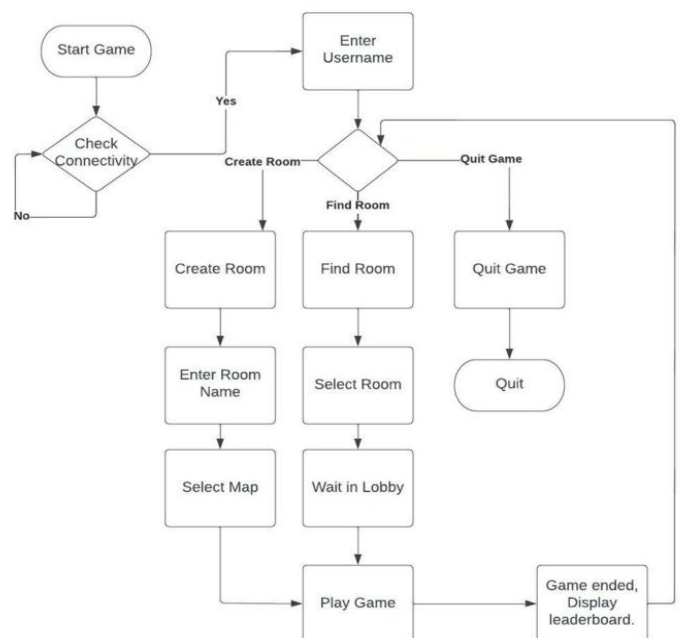 Start Game
Enter
Username
Yes
Check
Connectivity
No
Create Room
Quit Game
Find Room
Create Room
Find Room
Quit Game
Enter Room
Name
Select Room
Quit
Select Map
Wait in Lobby
Play Game
Game ended,
Display
leaderboard.